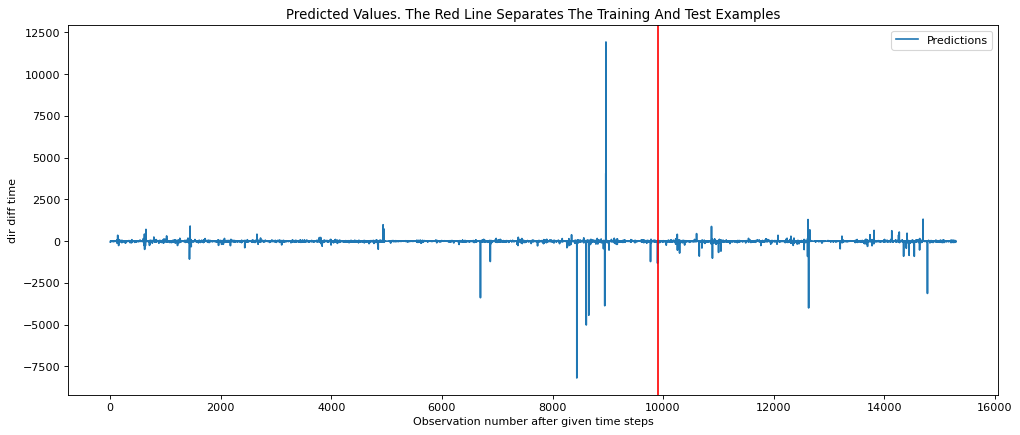 Predicted Values. The Red Line Separates The Training And Test Examples
Predictions
12500
10000
7500
5000
2500
0
−2500
−5000
−7500
dir diff time
0 2000 4000 6000 8000 10000 12000 14000 16000
Observation number after given time steps